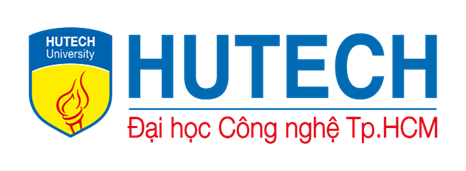 HUTECH
University
HUTECH
Đại học Công nghệ Tp.HCM